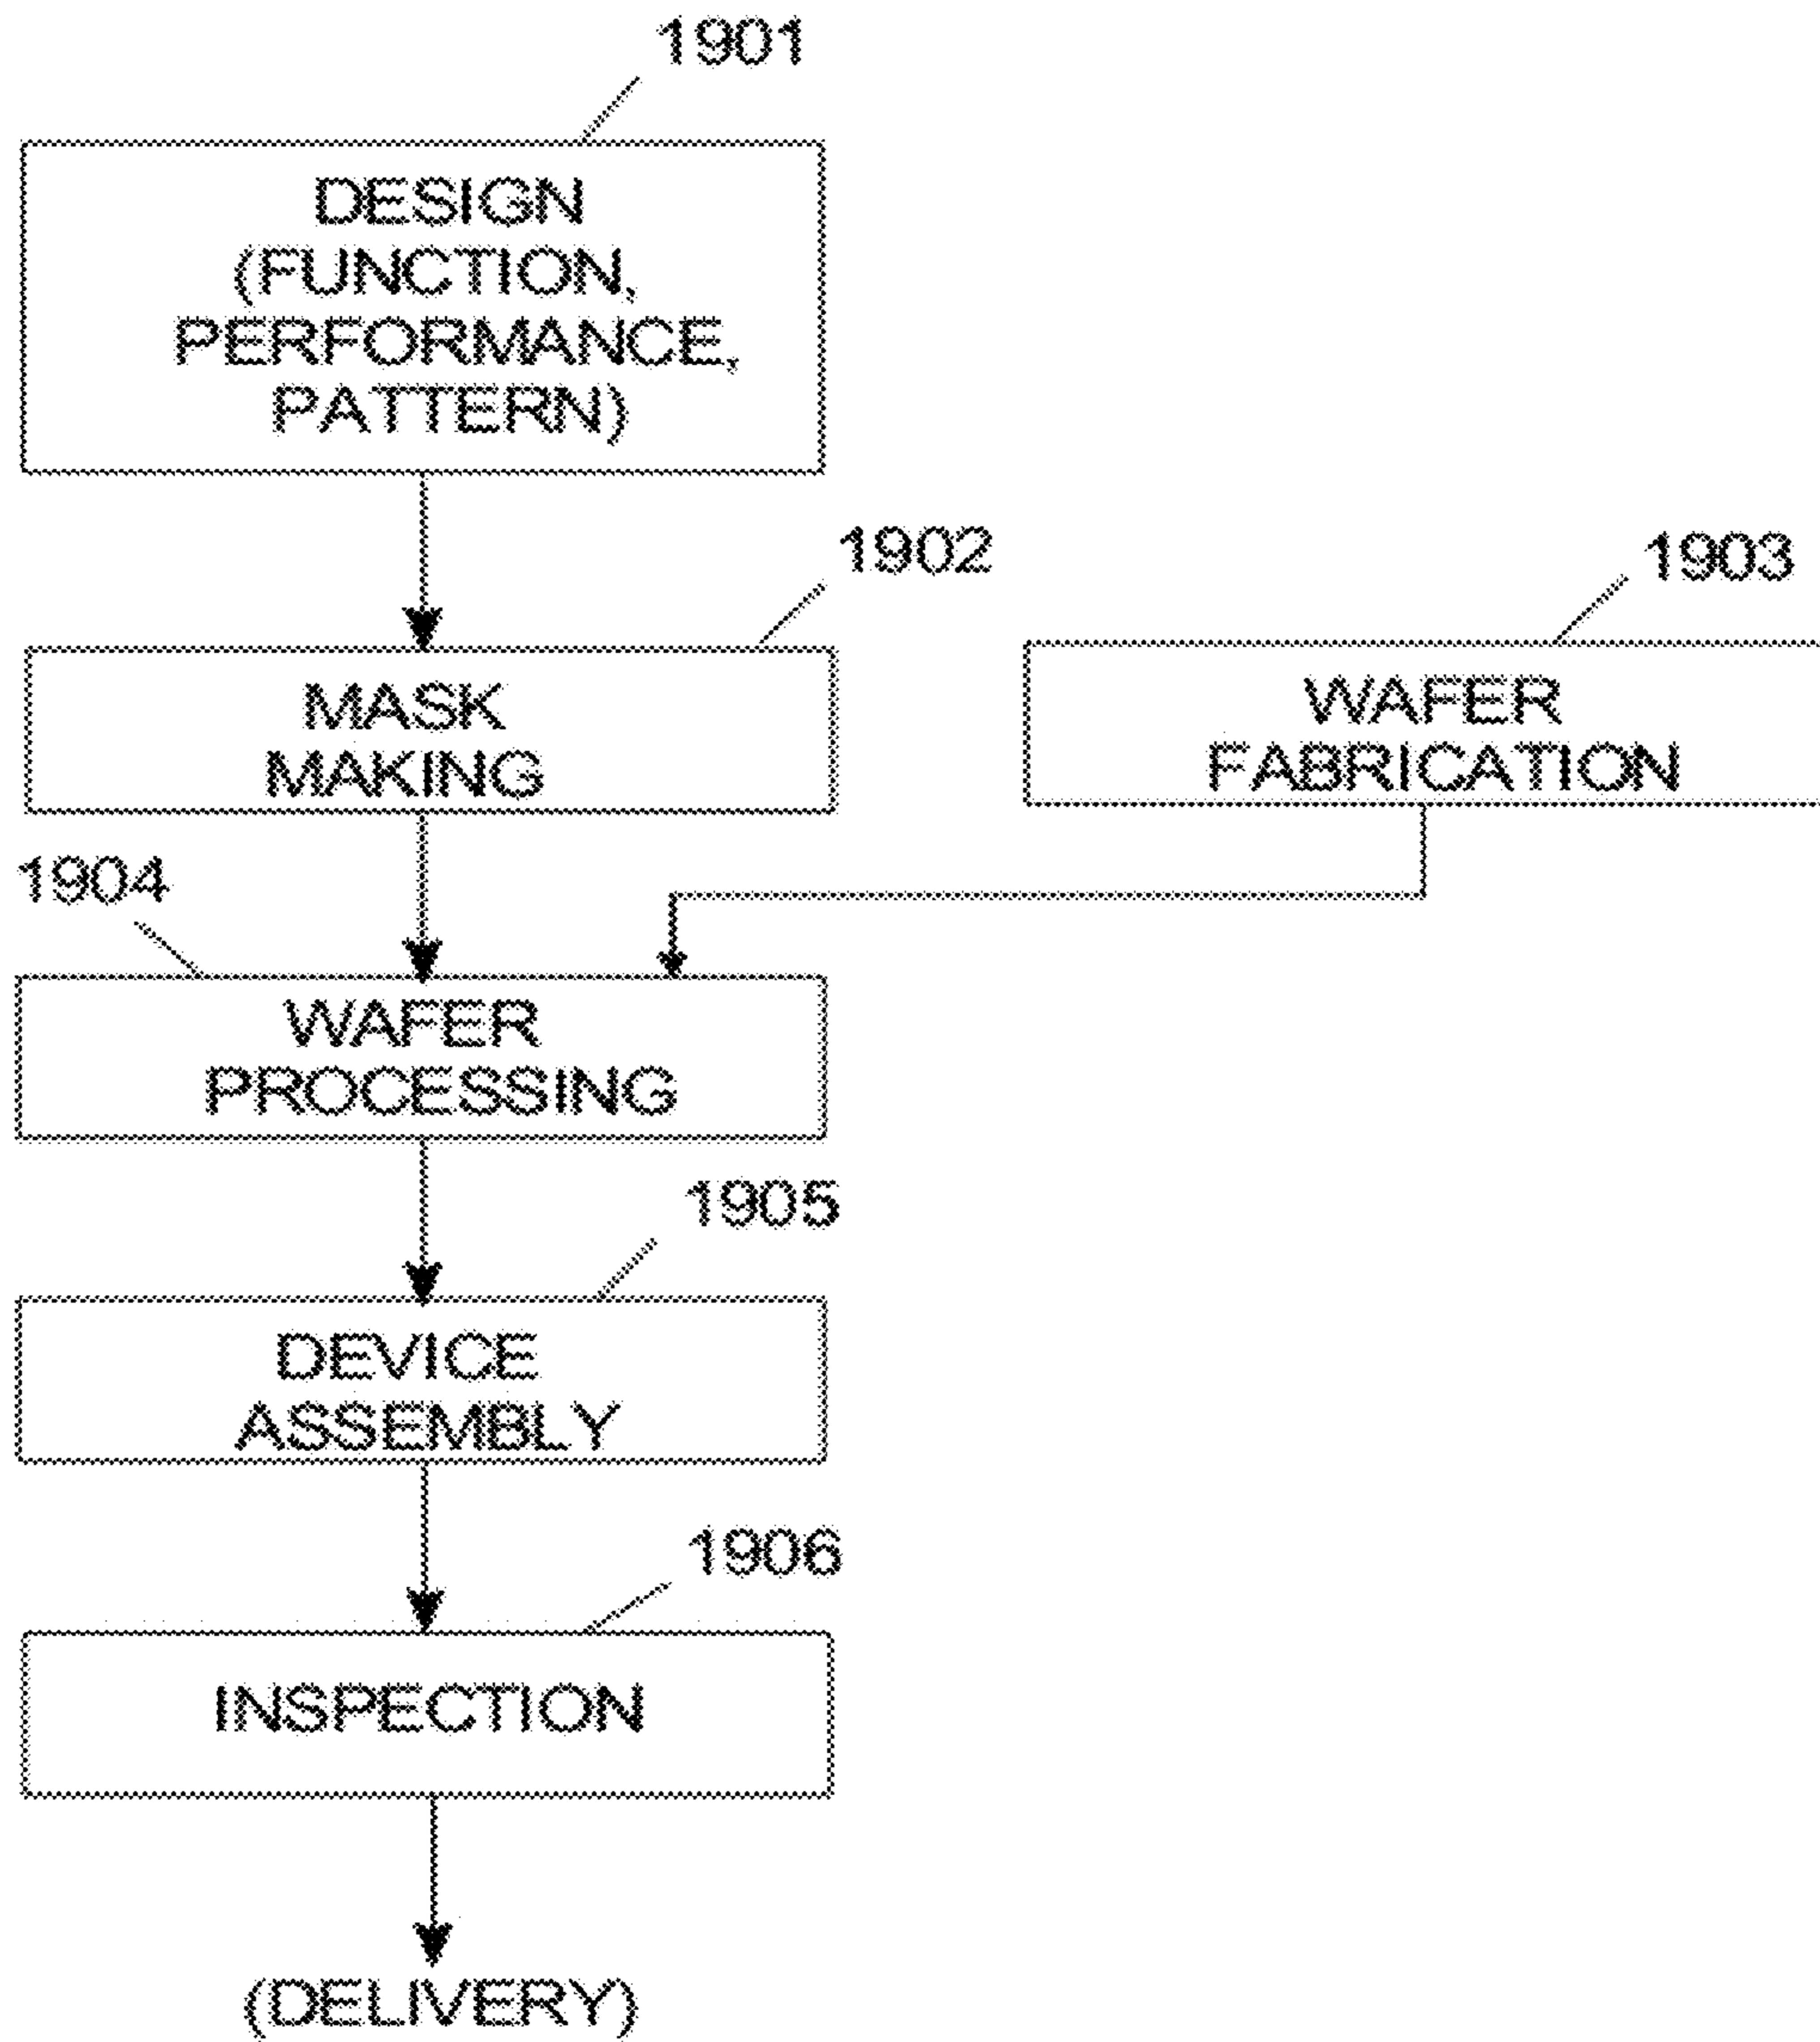 1901
DESIGN
(FUNCTION,
PERFORMANCE,
PATTERN)
1902
1903
MASK
MAKING
WAFER
FABRICATION
1904
WAFER
PROCESSING
1905
DEVICE
ASSEMBLY
1906
INSPECTION
(DELIVERY)